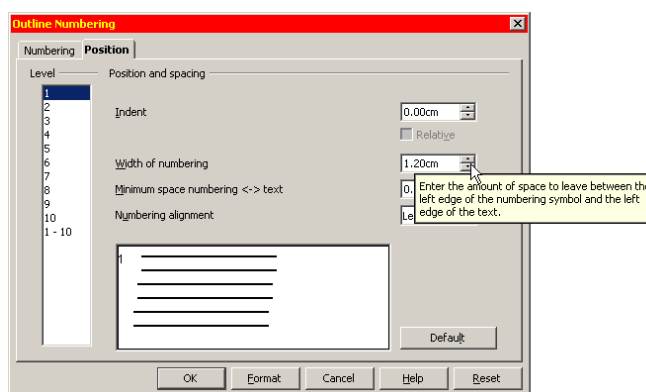 Outline Numbering
Numbering Position
Level Position and spacing
1
2
3
4
5
6
7
8
9
10
1 - 10
Indent 0.00cm
Relative
Width of numbering 1.20cm
Minimum space numbering <-> text 0.
Numbering alignment Le
Enter the amount of space to leave between the
left edge of the numbering symbol and the left
edge of the text.
1
Default
OK Format Cancel Help Reset